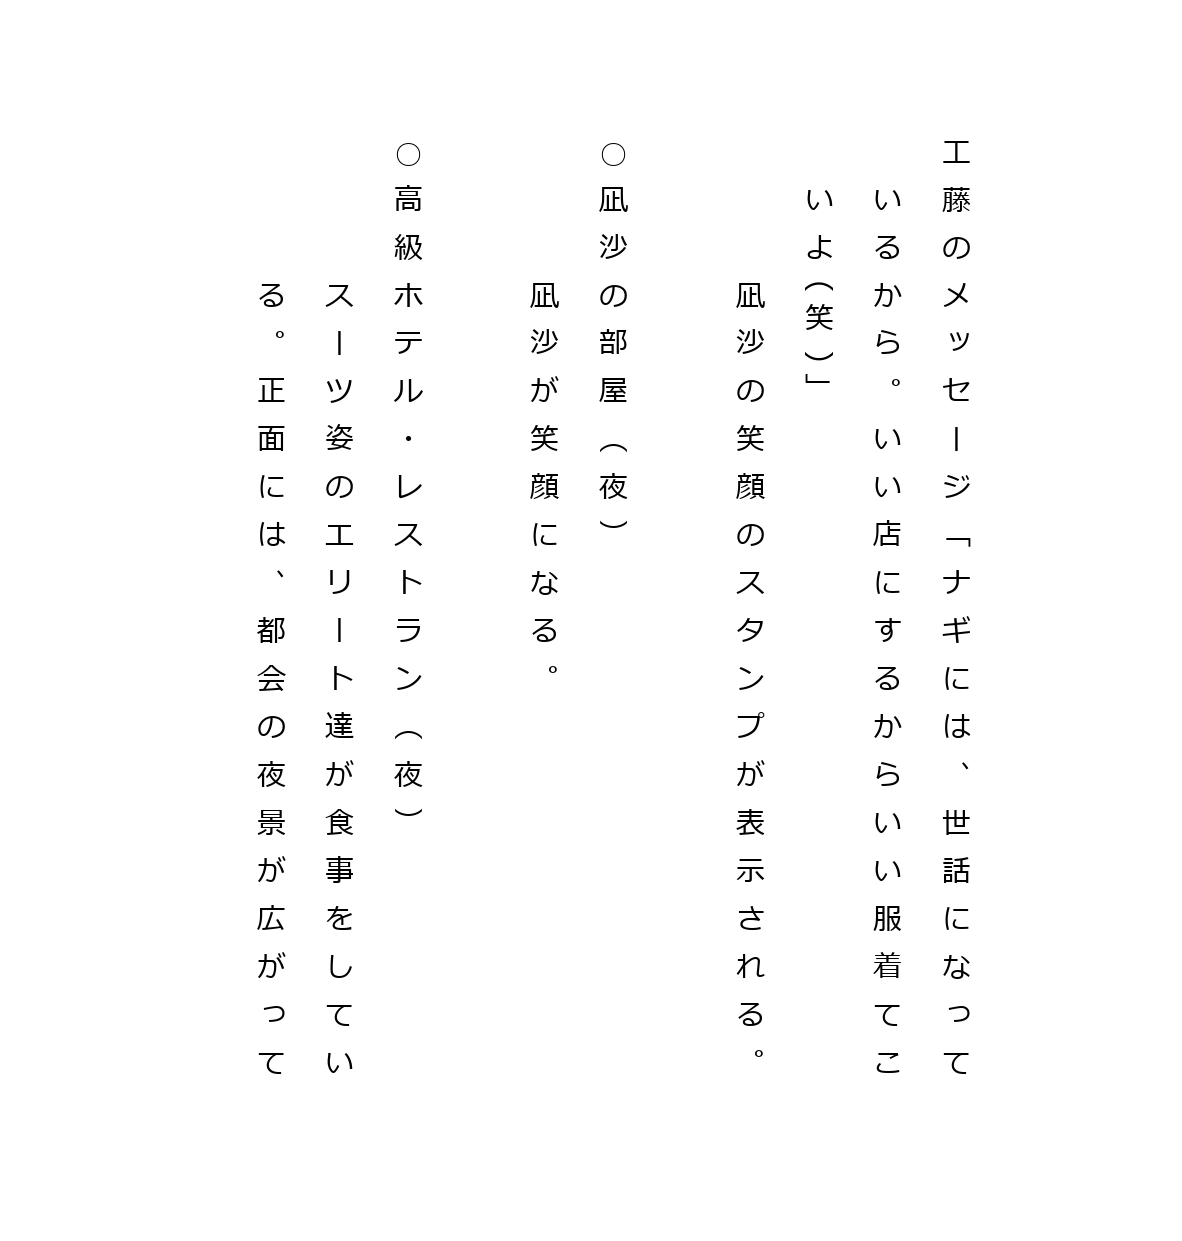 工藤のメッセージ「ナギには、世話になって
いるから。いい店にするからいい服着てこ
いよ（笑）」
凪沙の笑顔のスタンプが表示される。
○凪沙の部屋（夜）
凪沙が笑顔になる。
○高級ホテル・レストラン（夜）
スーツ姿のエリート達が食事をしてい
る。正面には、都会の夜景が広がって